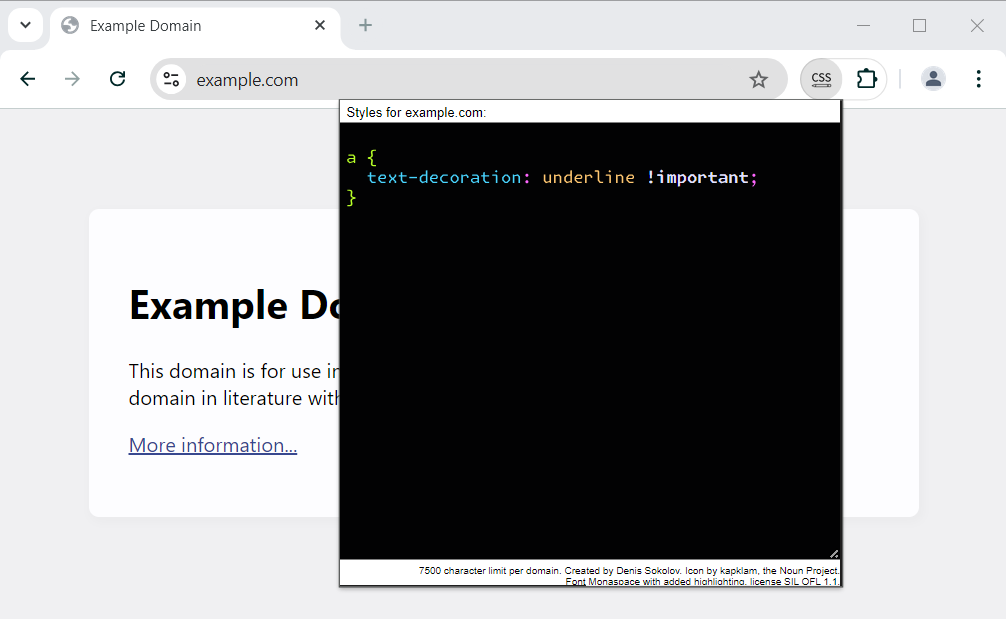 Example Domain
example.com
CSS
Styles for example.com:
a {
  text-decoration: underline !important;
}
Example Do
This domain is for use in
domain in literature with
More information...
7500 character limit per domain. Created by Denis Sokolov. Icon by kapklam, the Noun Project.
Font Monaspace with added highlighting, license SIL OFL 1.1.